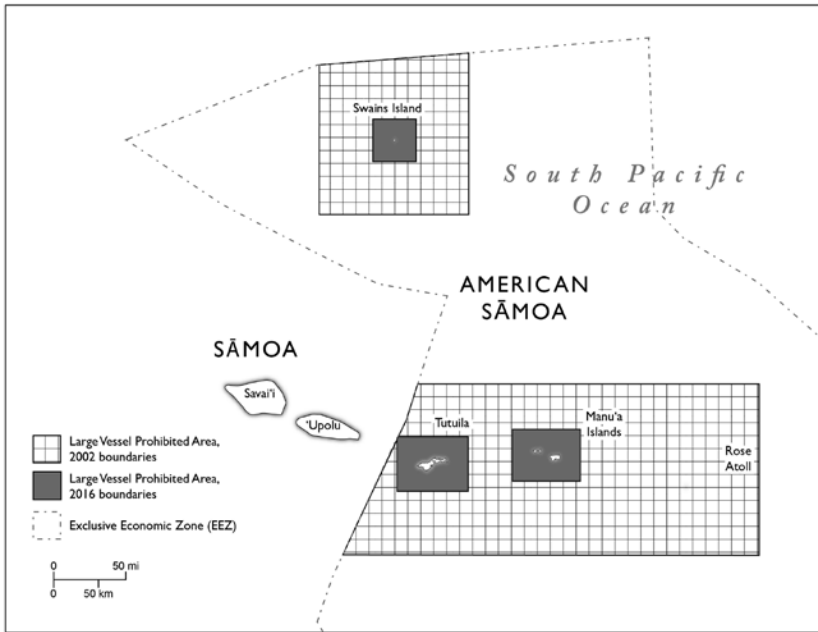 Swains Island
South Pacific
Ocean
AMERICAN
SĀMOA
SĀMOA
Savai'i
'Upolu
Tutuila
Manu'a
Islands
Rose
Atoll
Large Vessel Prohibited Area,
2002 boundaries
Large Vessel Prohibited Area,
2016 boundaries
Exclusive Economic Zone (EEZ)
0 50 mi
0 50 km